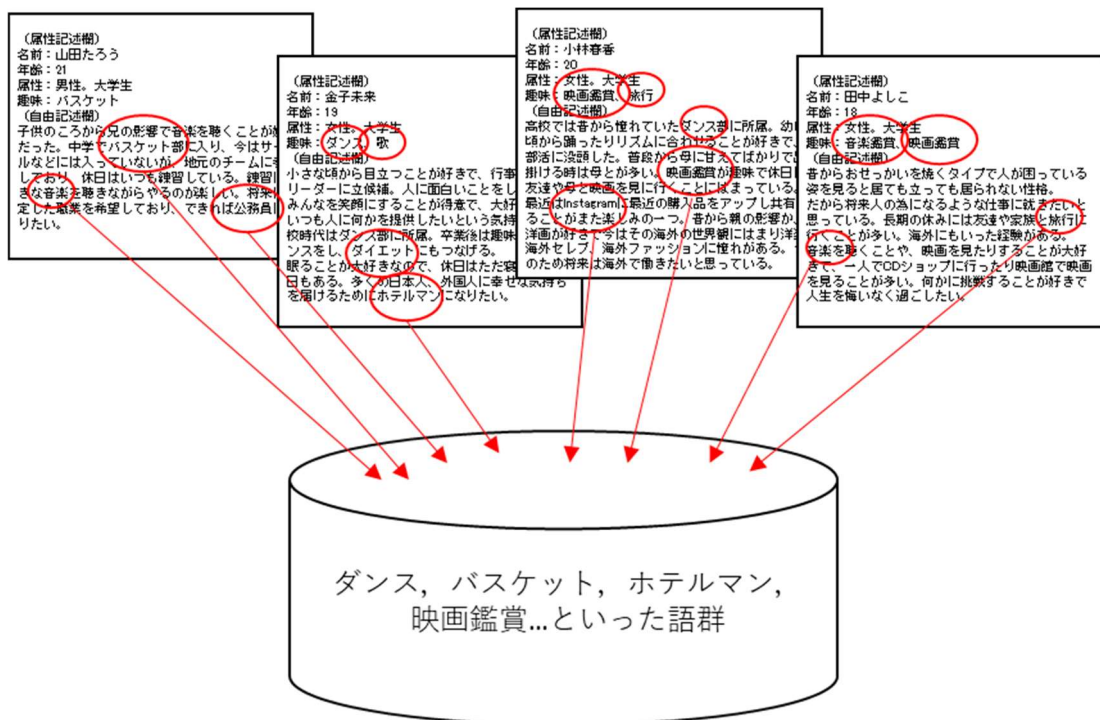 （属性記述欄）
名前：山田たろう
年齢：21
属性：男性。大学生
趣味：バスケット
（自由記述欄）
子供のころから兄の影響で音楽を聴くことが
だった。中学でバスケット部に入り、今はサー
ルなどには入っていないが、地元のチームに
しており、休日はいつも練習している。練習
きな音楽を聴きながらやるのが楽しい。将来
定した職業を希望しており、できれば公務員に
りたい。
（属性記述欄）
名前：金子未来
年齢：19
属性：女性。大学生
趣味：ダンス、歌
（自由記述欄）
小さな頃から目立つことが好きで、行事
リーダーに立候補。人に面白いことをし
みんなを笑顔にすることが得意で、大好
いつも人に何かを提供したいという気持
校時代はダンス部に所属。卒業後は趣味
ンスをし、ダイエットにもつなげる。
眠ることが大好きなので、休日はただ寝
日もある。多くの日本人、外国人に幸せな気持ち
を届けるためにホテルマンになりたい。
（属性記述欄）
名前：小林春香
年齢：20
属性：女性。大学生
趣味：映画鑑賞、旅行
（自由記述欄）
高校では昔から憧れていたダンス部に所属。幼
頃から踊ったりリズムに合わせることが好きで、
部活に没頭した。普段から母に甘えてばかりで
掛ける時は母とが多い。映画鑑賞が趣味で休日
友達や母と映画を見に行くことにはまっている。
最近はInstagramに最近の購入品をアップし共有
ることがまた楽しみの一つ。昔から親の影響か、
洋画が好きで今はその海外の世界観にはまり洋
海外セレブ、海外ファッションに憧れがある。
のため将来は海外で働きたいと思っている。
（属性記述欄）
名前：田中よしこ
年齢：18
属性：女性。大学生
趣味：音楽鑑賞、映画鑑賞
（自由記述欄）
昔からおせっかいを焼くタイプで人が困っている
姿を見ると居ても立っても居られない性格。
だから将来人の為になるような仕事に就きたいと
思っている。長期の休みには友達や家族と旅行に
行くことが多い。海外にもいった経験がある。
音楽を聴くことや、映画を見たりすることが大好
きで、一人でCDショップに行ったり映画館で映画
を見ることが多い。何かに挑戦することが好きで
人生を悔いなく過ごしたい。
ダンス，バスケット，ホテルマン，
映画鑑賞…といった語群